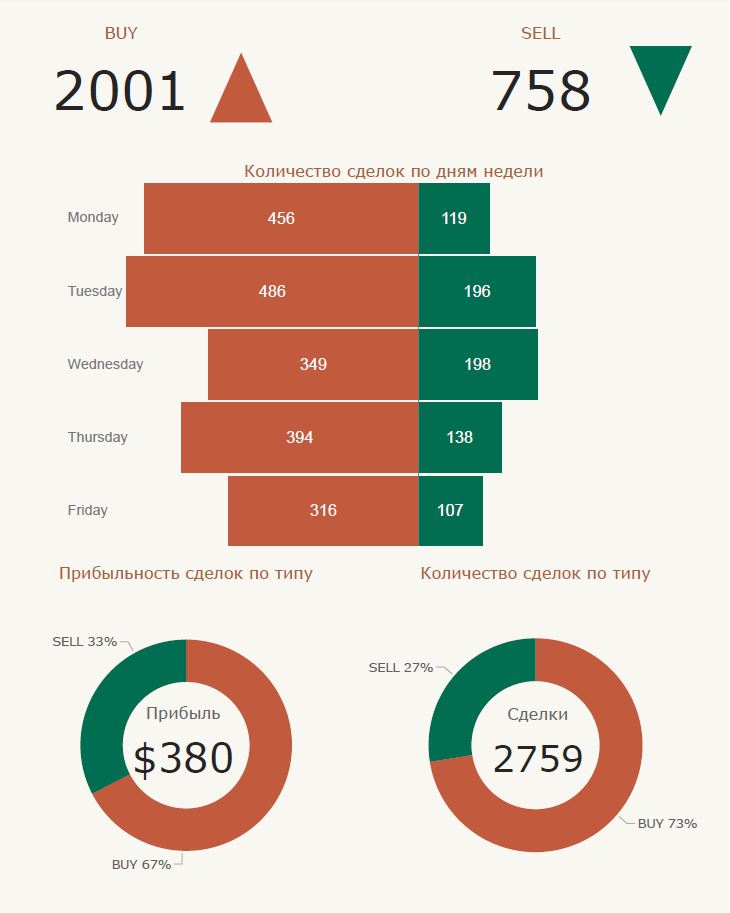 BUY
2001
SELL
758
Количество сделок по дням недели
Monday 456 119
Tuesday 486 196
Wednesday 349 198
Thursday 394 138
Friday 316 107
Прибыльность сделок по типу
SELL 33%
Прибыль
$380
BUY 67%
Количество сделок по типу
SELL 27%
Сделки
2759
BUY 73%